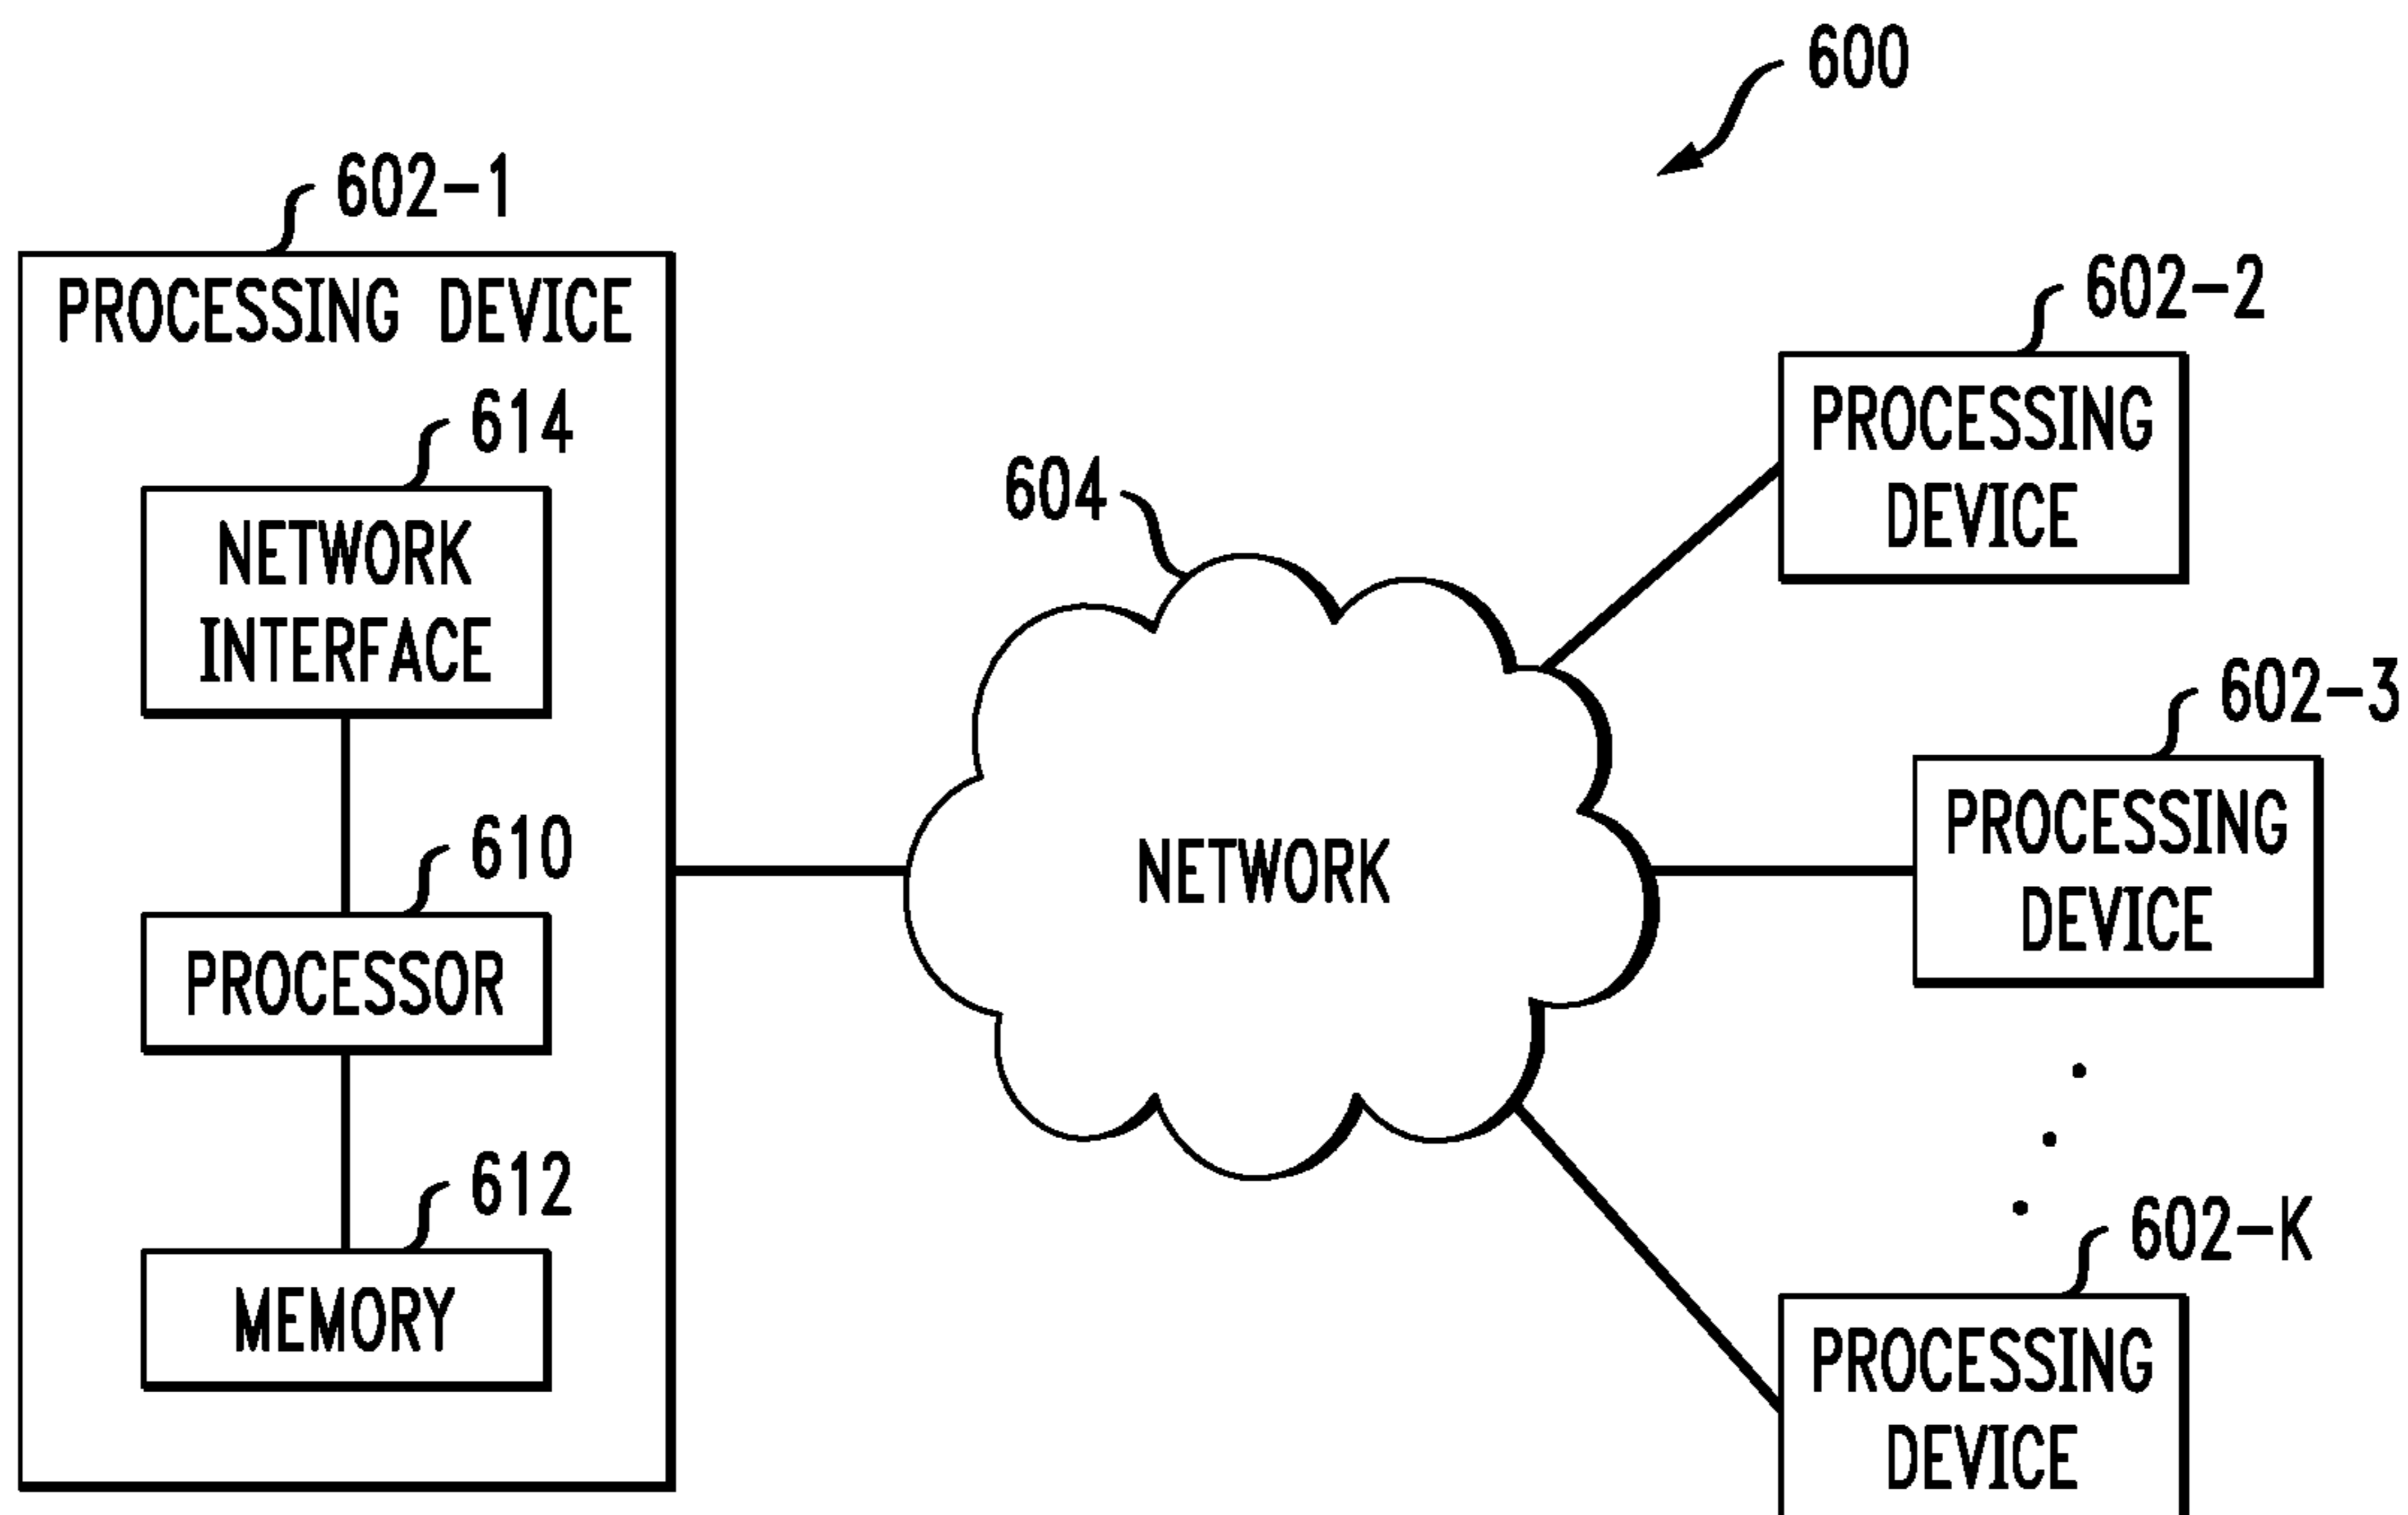 600
602-1
PROCESSING DEVICE
614
NETWORK
INTERFACE
610
PROCESSOR
612
MEMORY
604
NETWORK
602-2
PROCESSING
DEVICE
602-3
PROCESSING
DEVICE
602-K
PROCESSING
DEVICE